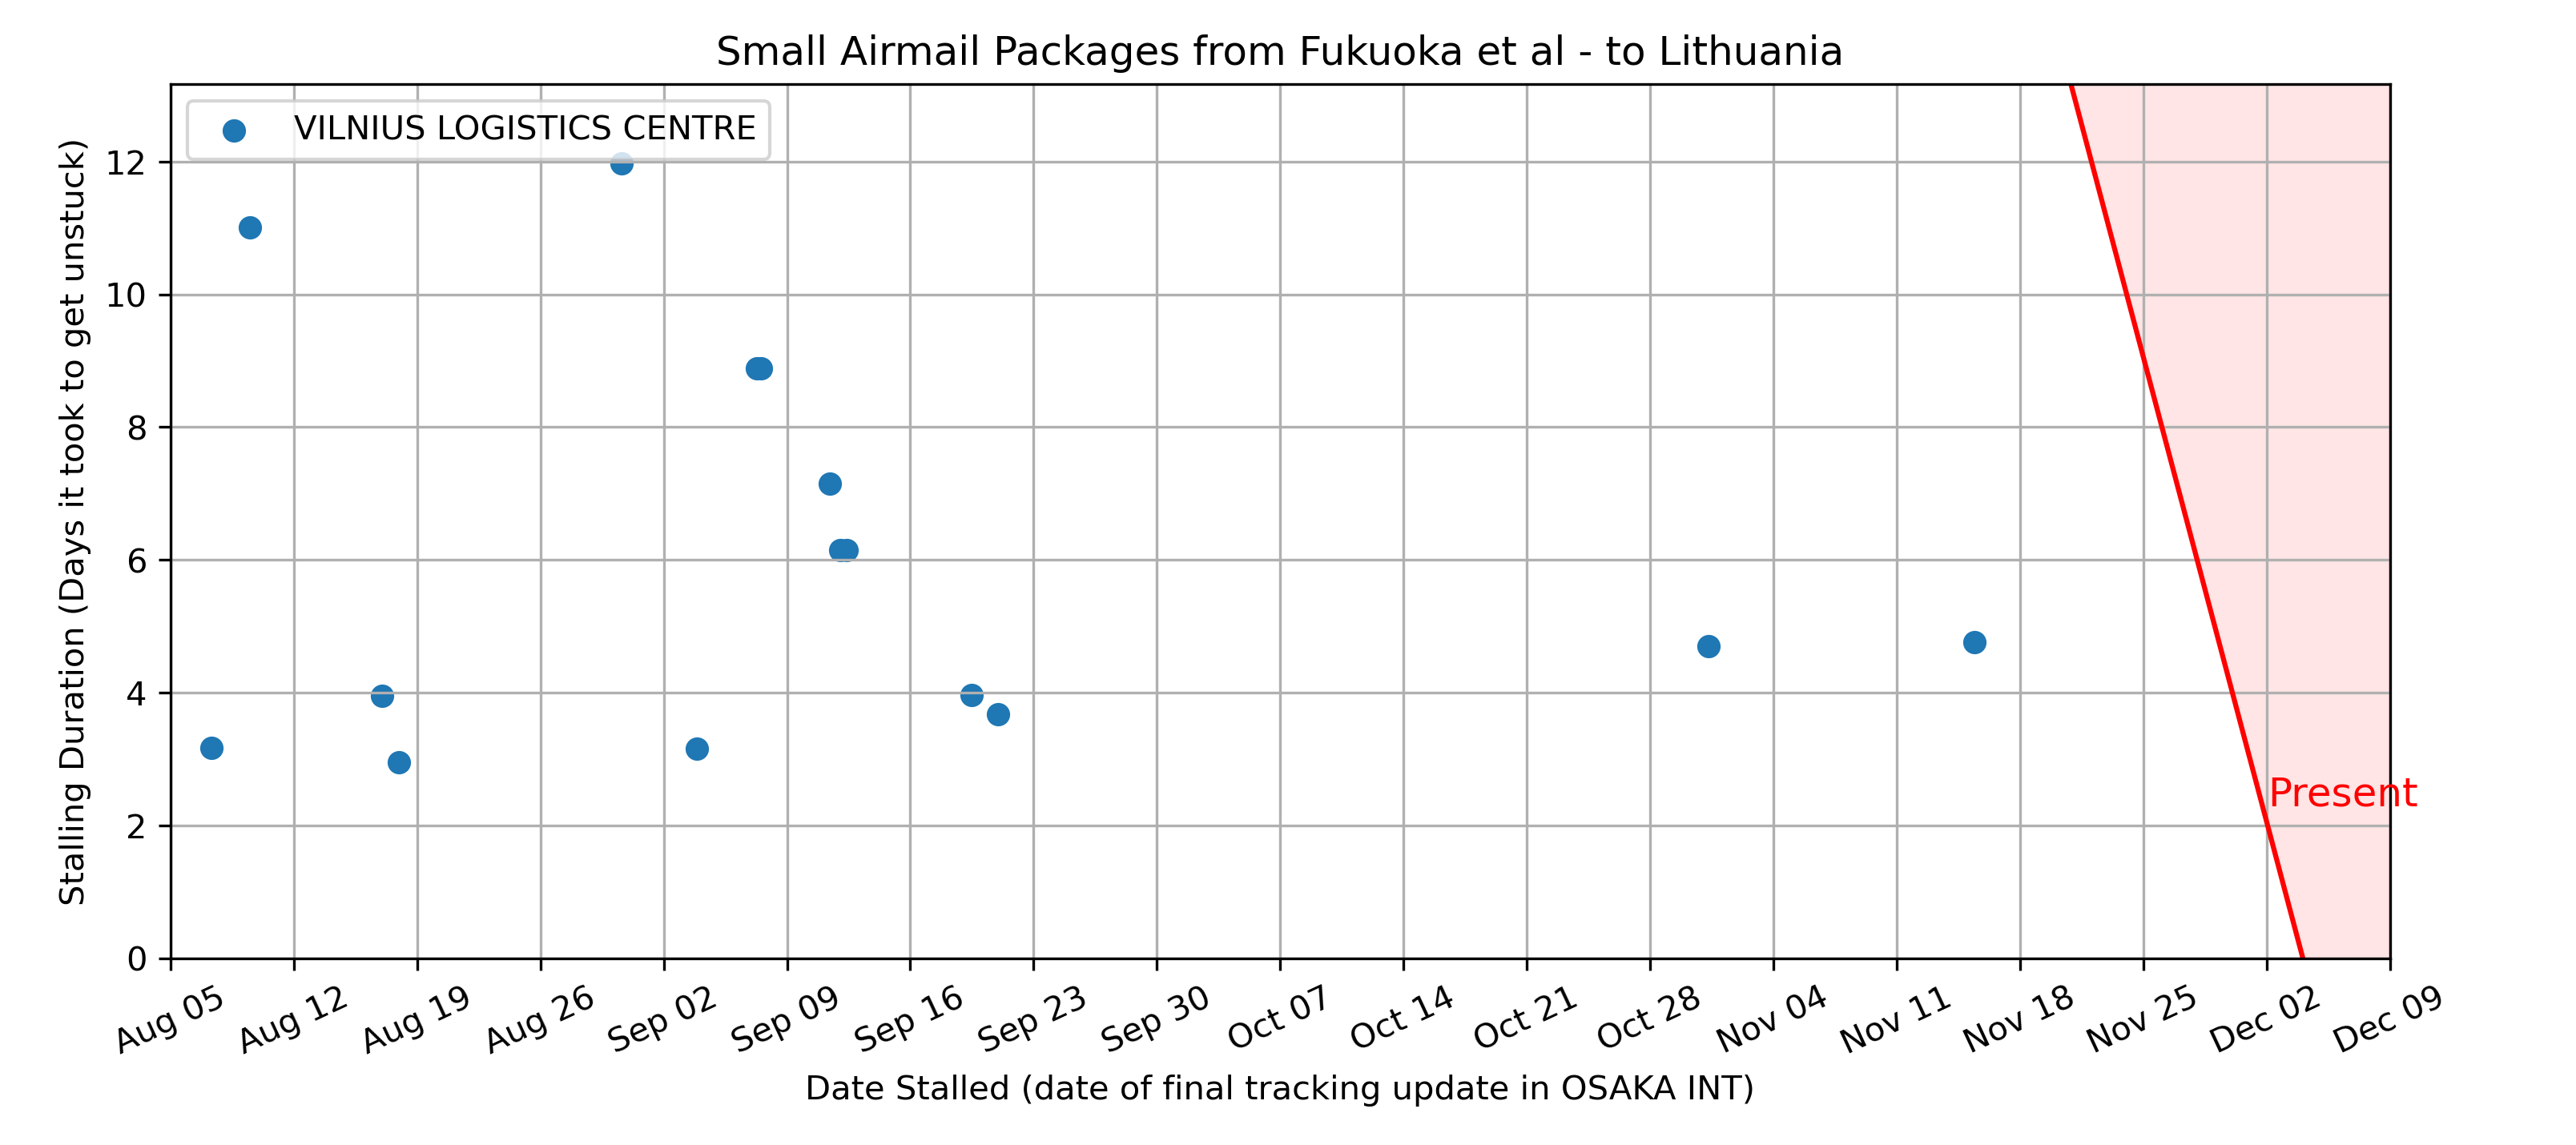 Small Airmail Packages from Fukuoka et al - to Lithuania
VILNIUS LOGISTICS CENTRE
Stalling Duration (Days it took to get unstuck)
12
10
8
6
4
2
0
Present
Aug 05 Aug 12 Aug 19 Aug 26 Sep 02 Sep 09 Sep 16 Sep 23 Sep 30 Oct 07 Oct 14 Oct 21 Oct 28 Nov 04 Nov 11 Nov 18 Nov 25 Dec 02 Dec 09
Date Stalled (date of final tracking update in OSAKA INT)